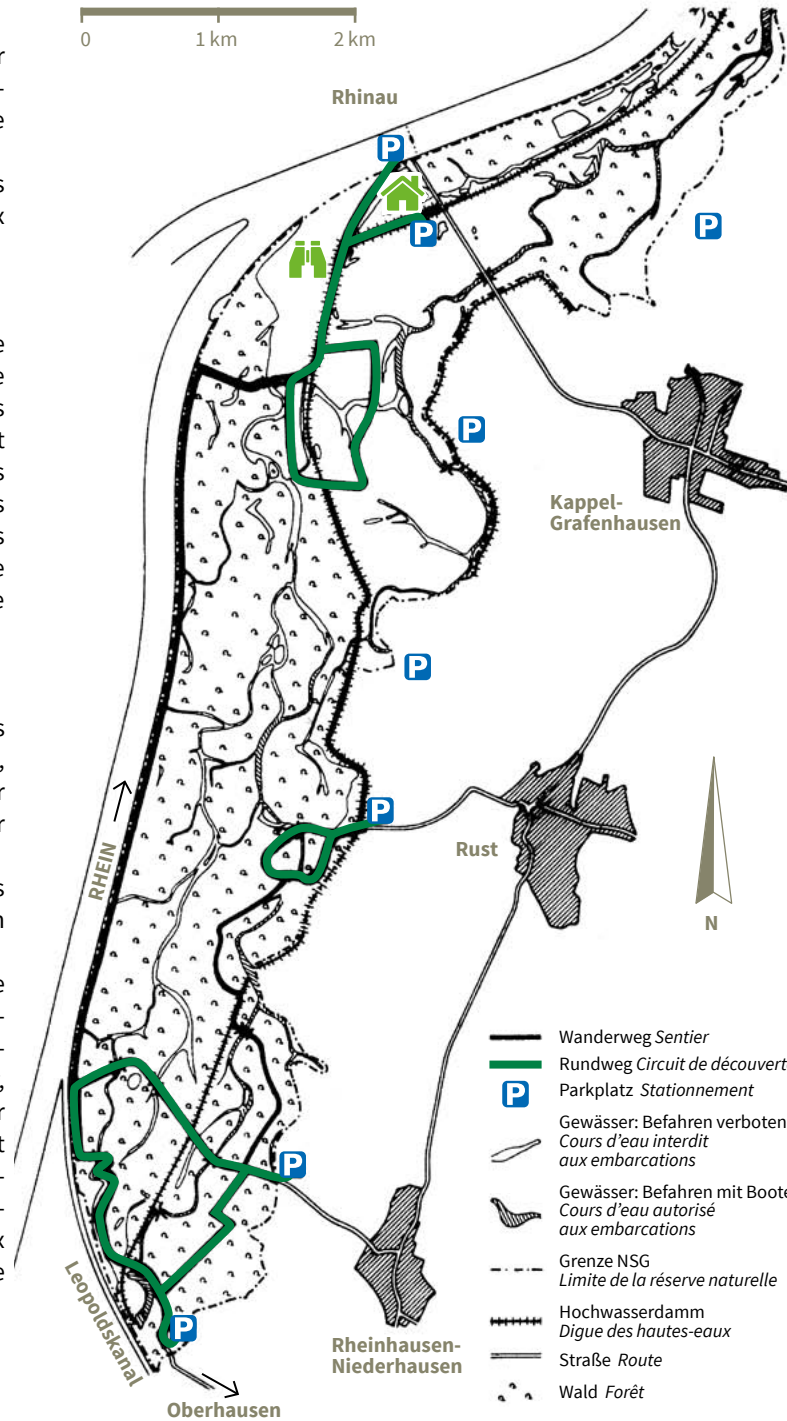 0
1 km
2 km
r
-
e
s
x
e
e
s
t
s
s
s
e
e
s
,
r
r
s
n
e
-
-
,
r
t
-
-
x
e
Rhinau
P
P
P
P
Kappel-
Grafenhausen
P
P
Rust
RHEIN
N
P
P
Leopoldskanal
Rheinhausen-
Niederhausen
Oberhausen
Wanderweg Sentier
Rundweg Circuit de découvert
P
Parkplatz Stationnement
Gewässer: Befahren verboten
Cours d'eau interdit
aux embarcations
Gewässer: Befahren mit Boote
Cours d'eau autorisé
aux embarcations
Grenze NSG
Limite de la réserve naturelle
Hochwasserdamm
Digue des hautes-eaux
Straße Route
Wald Forêt